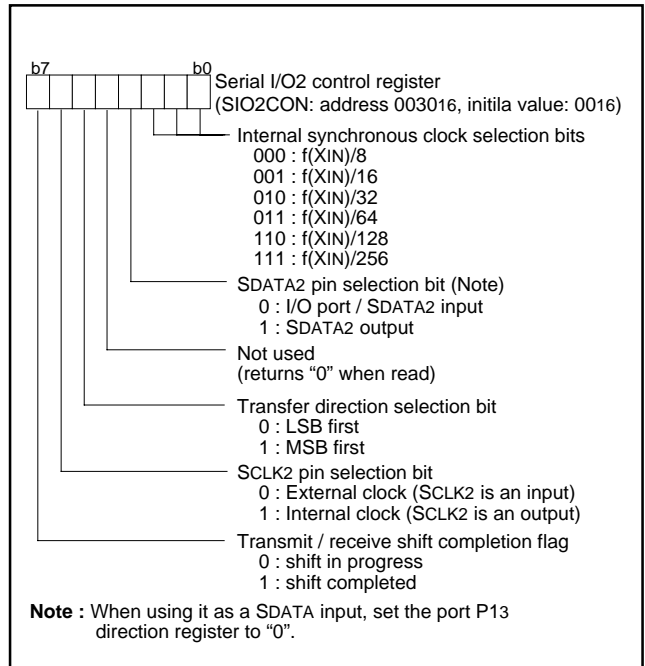 b7 b0
Serial I/O2 control register
(SIO2CON: address 003016, initila value: 0016)
Internal synchronous clock selection bits
000 : f(XIN)/8
001 : f(XIN)/16
010 : f(XIN)/32
011 : f(XIN)/64
110 : f(XIN)/128
111 : f(XIN)/256
SDATA2 pin selection bit (Note)
0 : I/O port / SDATA2 input
1 : SDATA2 output
Not used
(returns “0” when read)
Transfer direction selection bit
0 : LSB first
1 : MSB first
SCLK2 pin selection bit
0 : External clock (SCLK2 is an input)
1 : Internal clock (SCLK2 is an output)
Transmit / receive shift completion flag
0 : shift in progress
1 : shift completed
Note : When using it as a SDATA input, set the port P13
direction register to “0”.